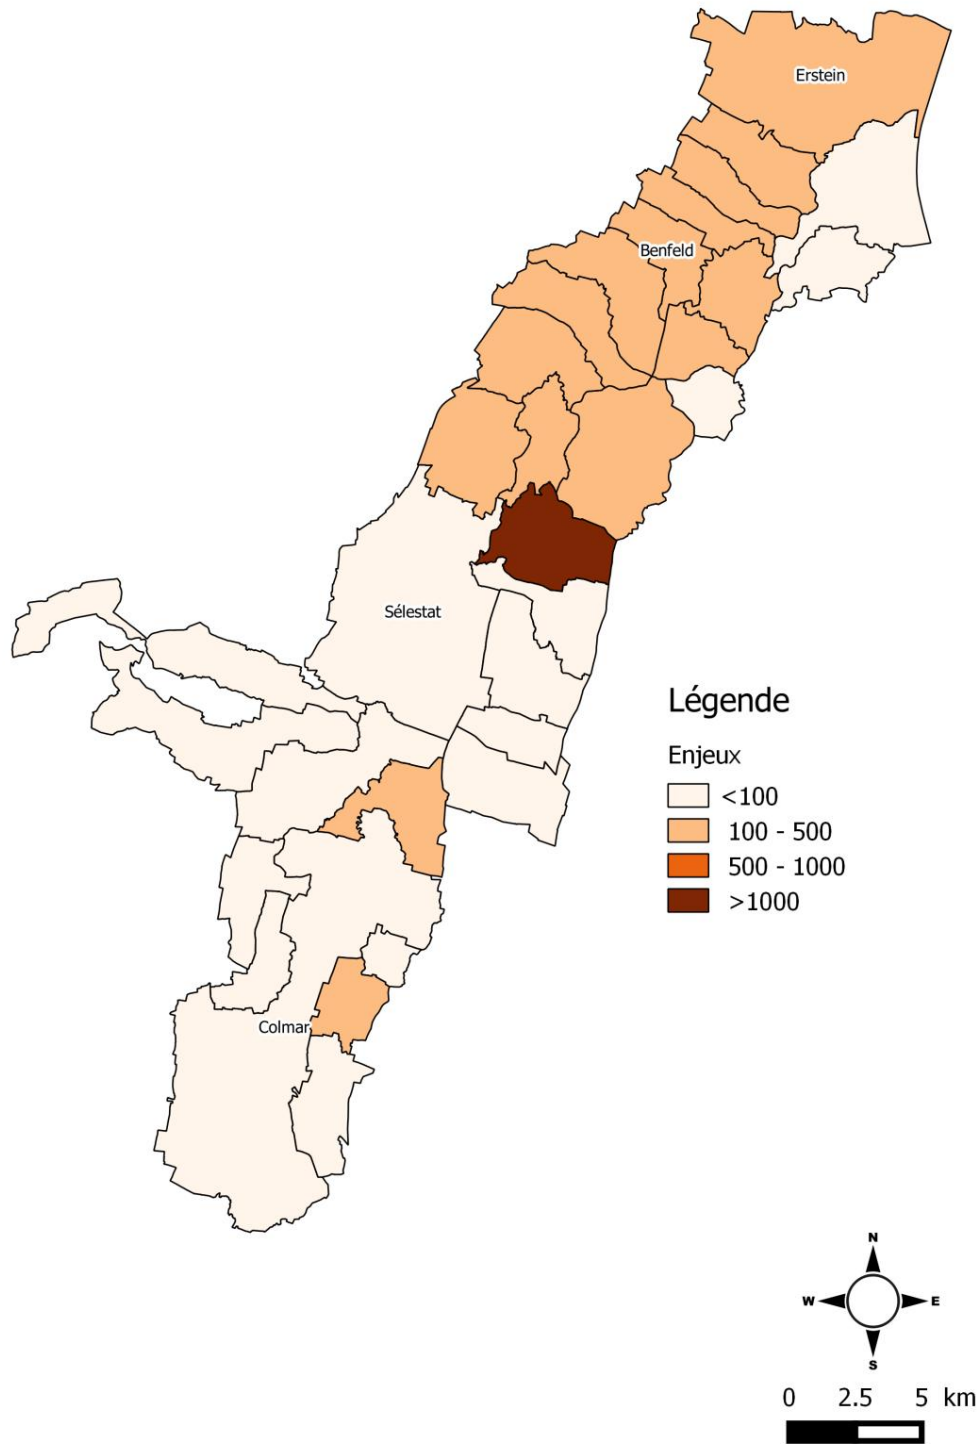 Erstein
Benfeld
Sélestat
Légende
Enjeux
<100
100 - 500
500 - 1000
>1000
Colmar
N
W E
S
0 2.5 5 km